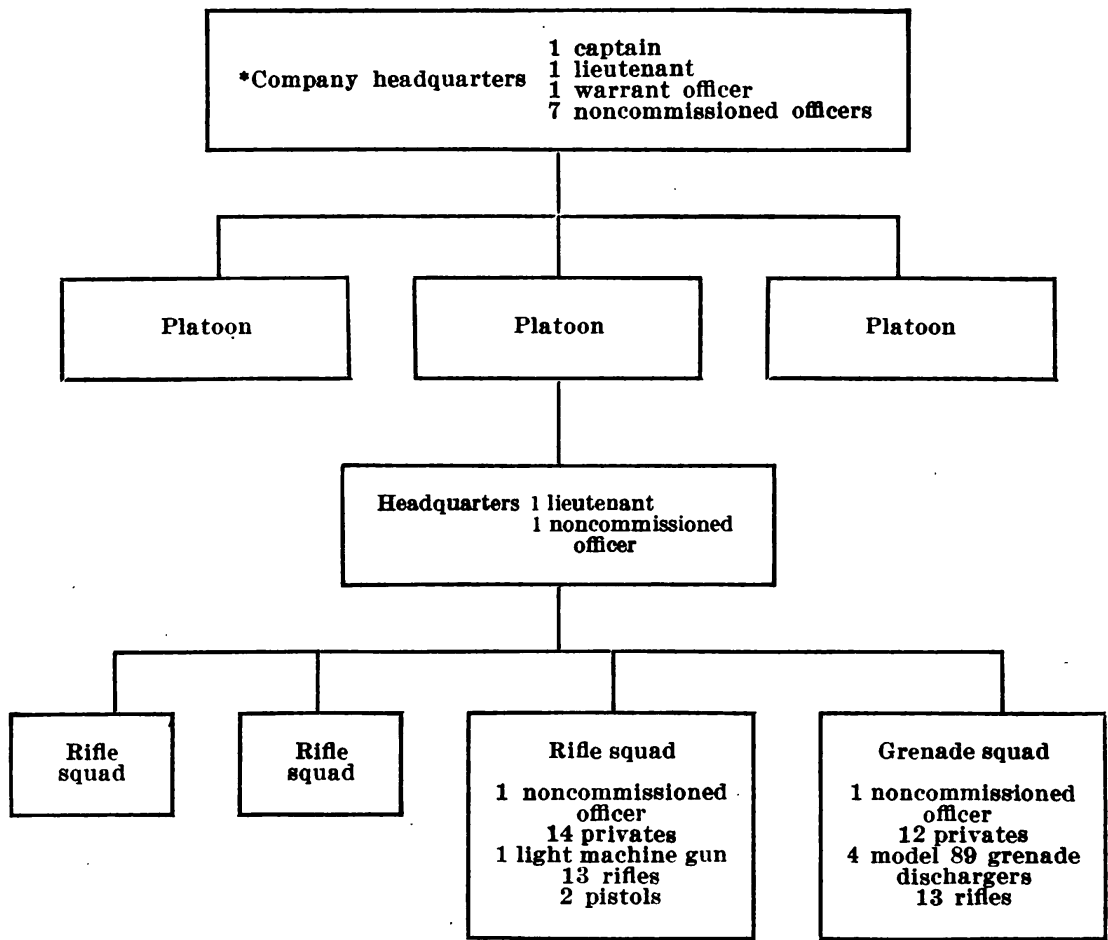 *Company headquarters
1 captain
1 lieutenant
1 warrant officer
7 noncommissioned officers
Platoon
Platoon
Platoon
Headquarters 1 lieutenant
1 noncommissioned
officer
Rifle
squad
Rifle
squad
Rifle squad
1 noncommissioned
officer
14 privates
1 light machine gun
13 rifles
2 pistols
Grenade squad
1 noncommissioned
officer
12 privates
4 model 89 grenade
dischargers
13 rifles